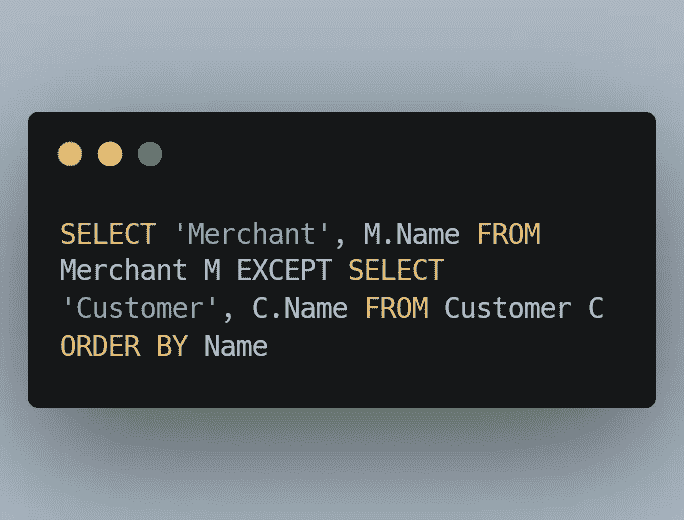 SELECT 'Merchant', M.Name FROM
Merchant M EXCEPT SELECT
'Customer', C.Name FROM Customer C
ORDER BY Name